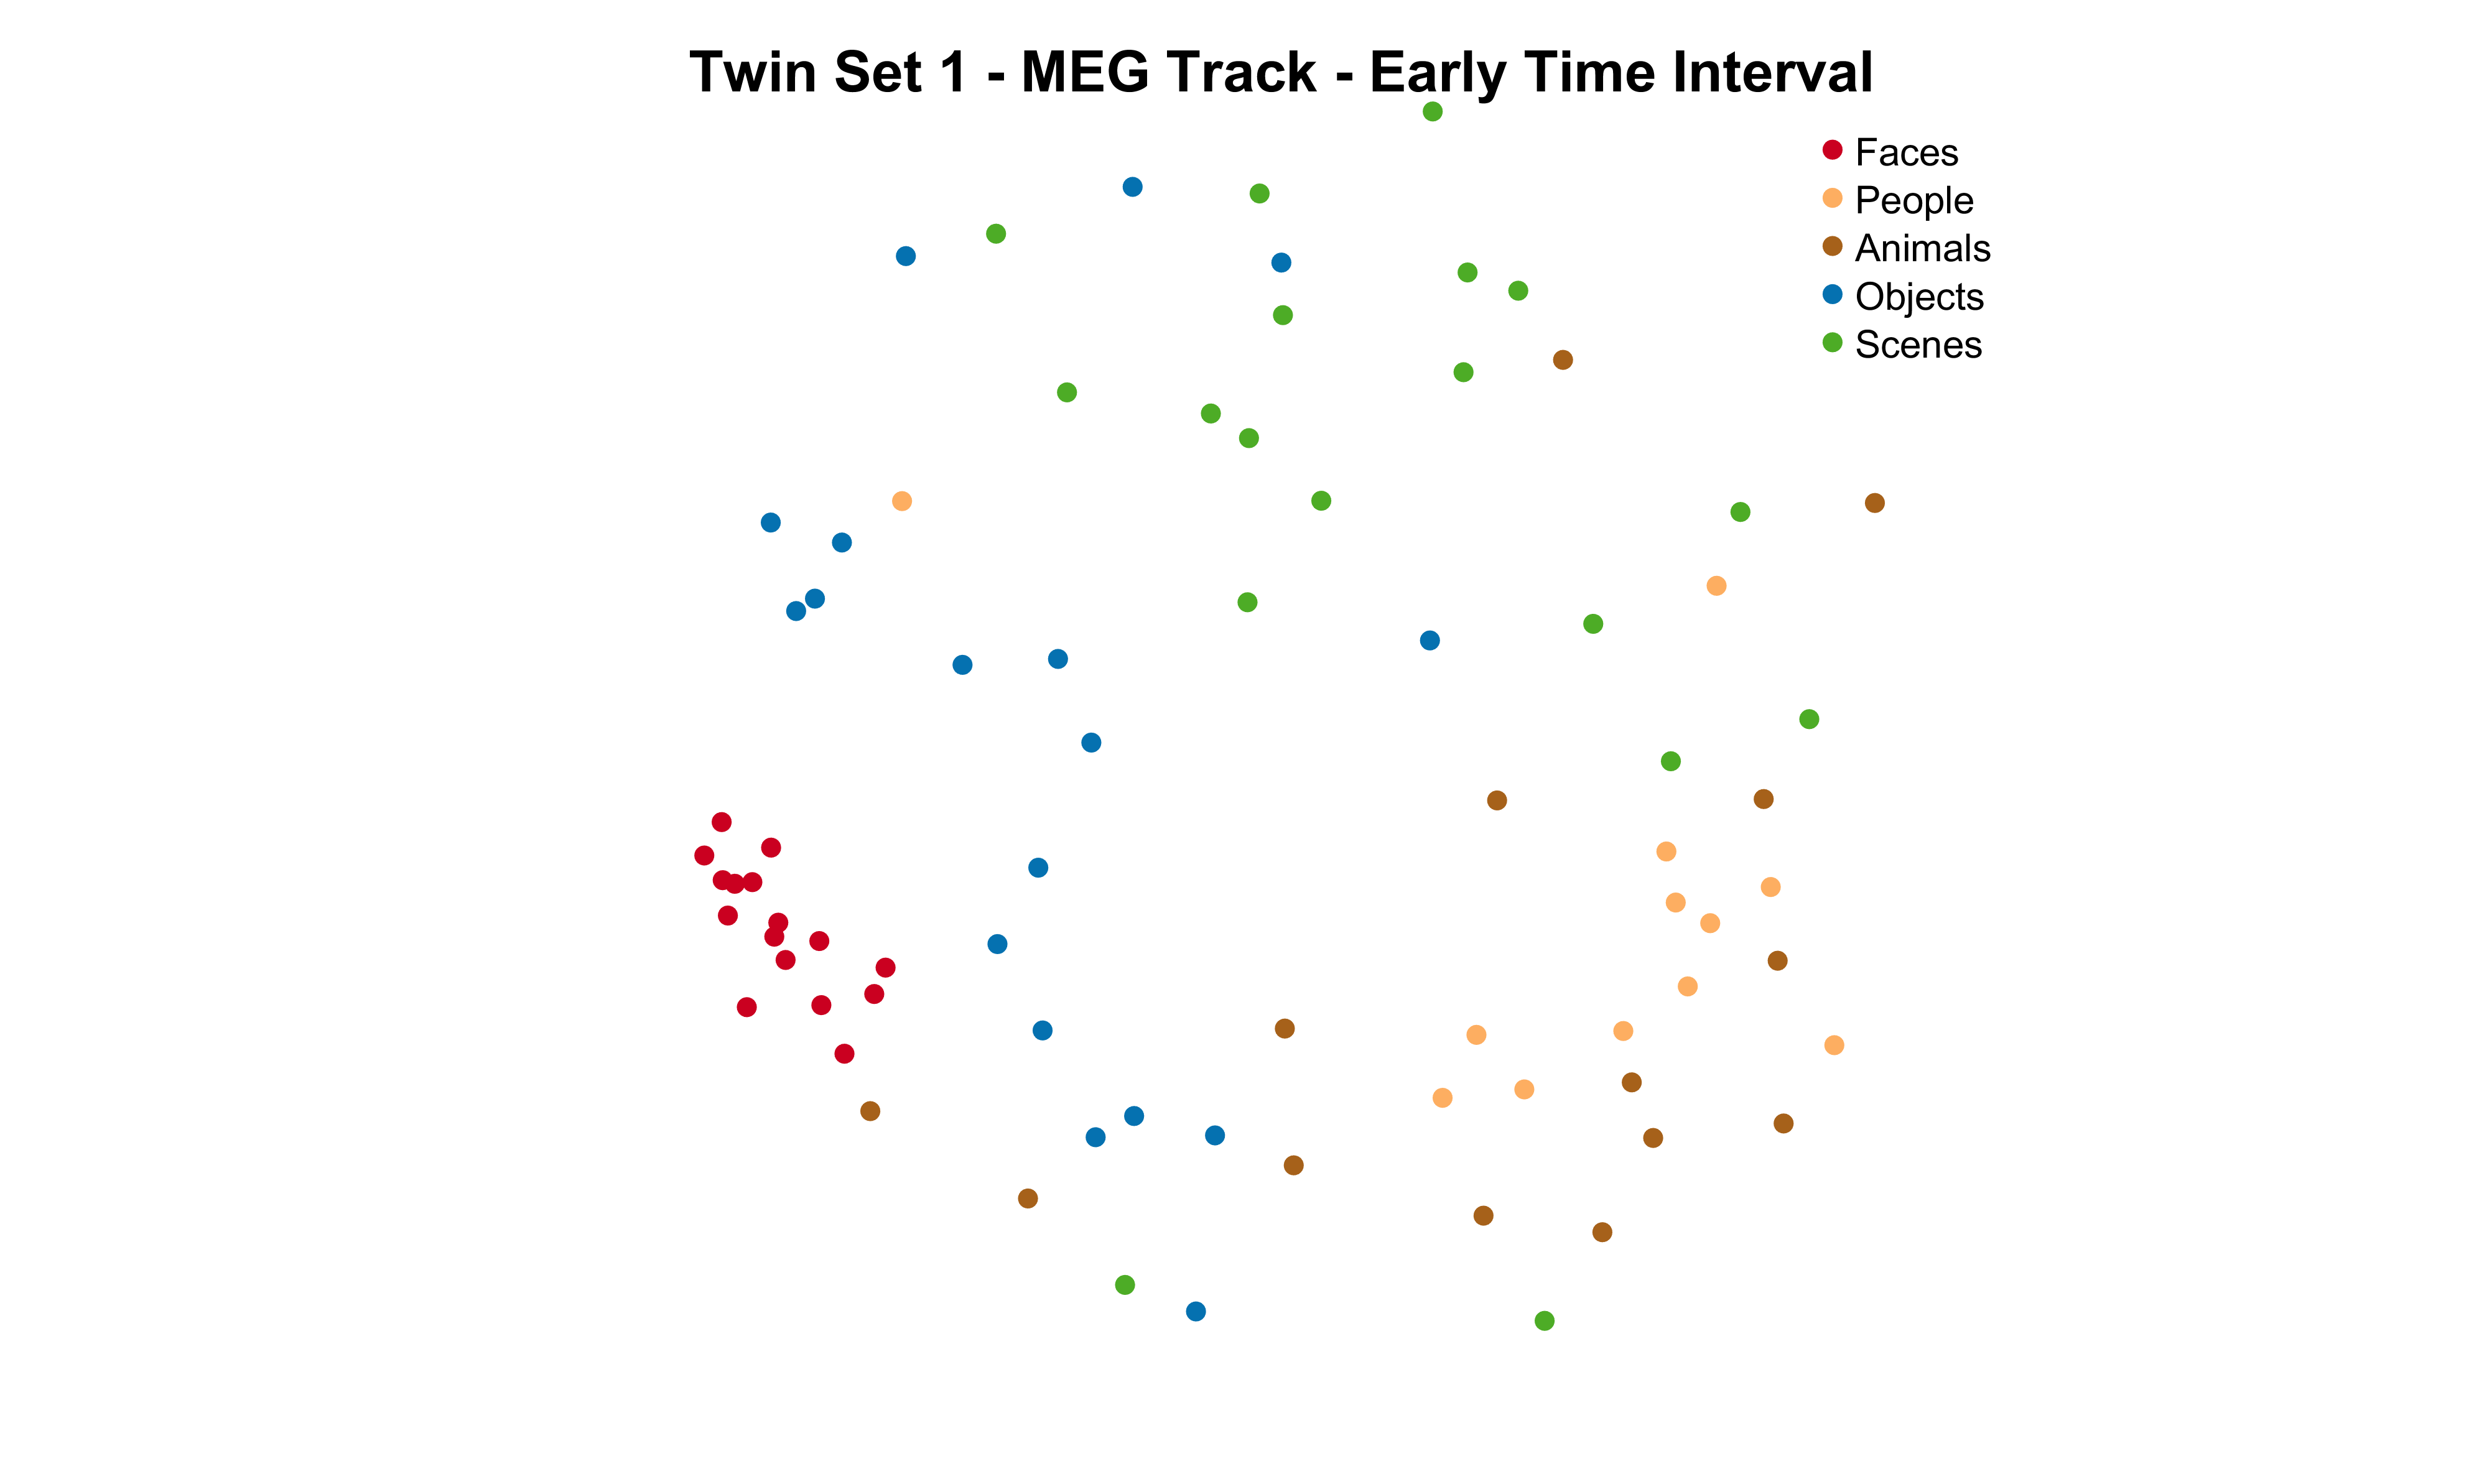 Twin Set 1 - MEG Track - Early Time Interval
Faces
People
Animals
Objects
Scenes